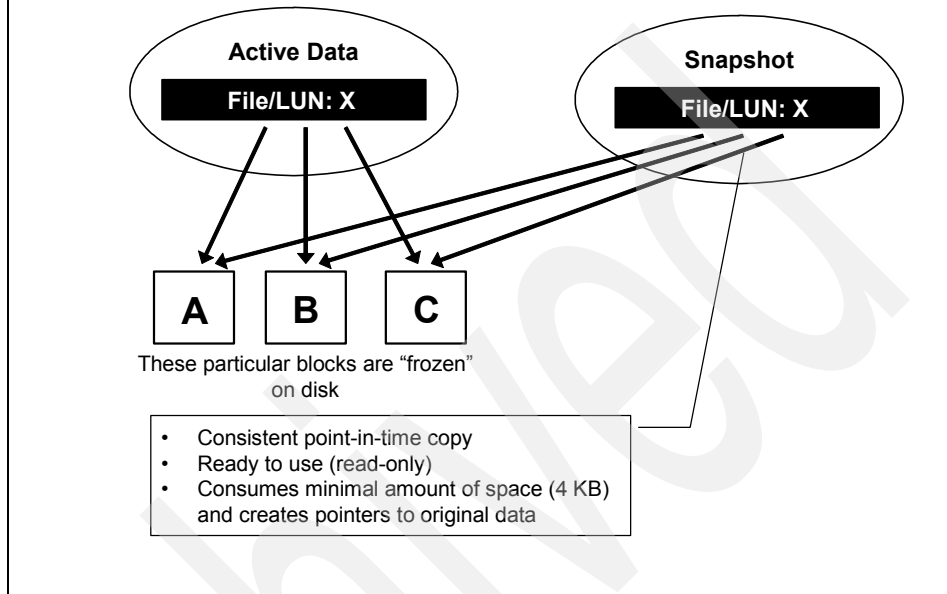 Active Data
File/LUN: X
Snapshot
File/LUN: X
A B C
These particular blocks are “frozen”
on disk
• Consistent point-in-time copy
• Ready to use (read-only)
• Consumes minimal amount of space (4 KB)
and creates pointers to original data